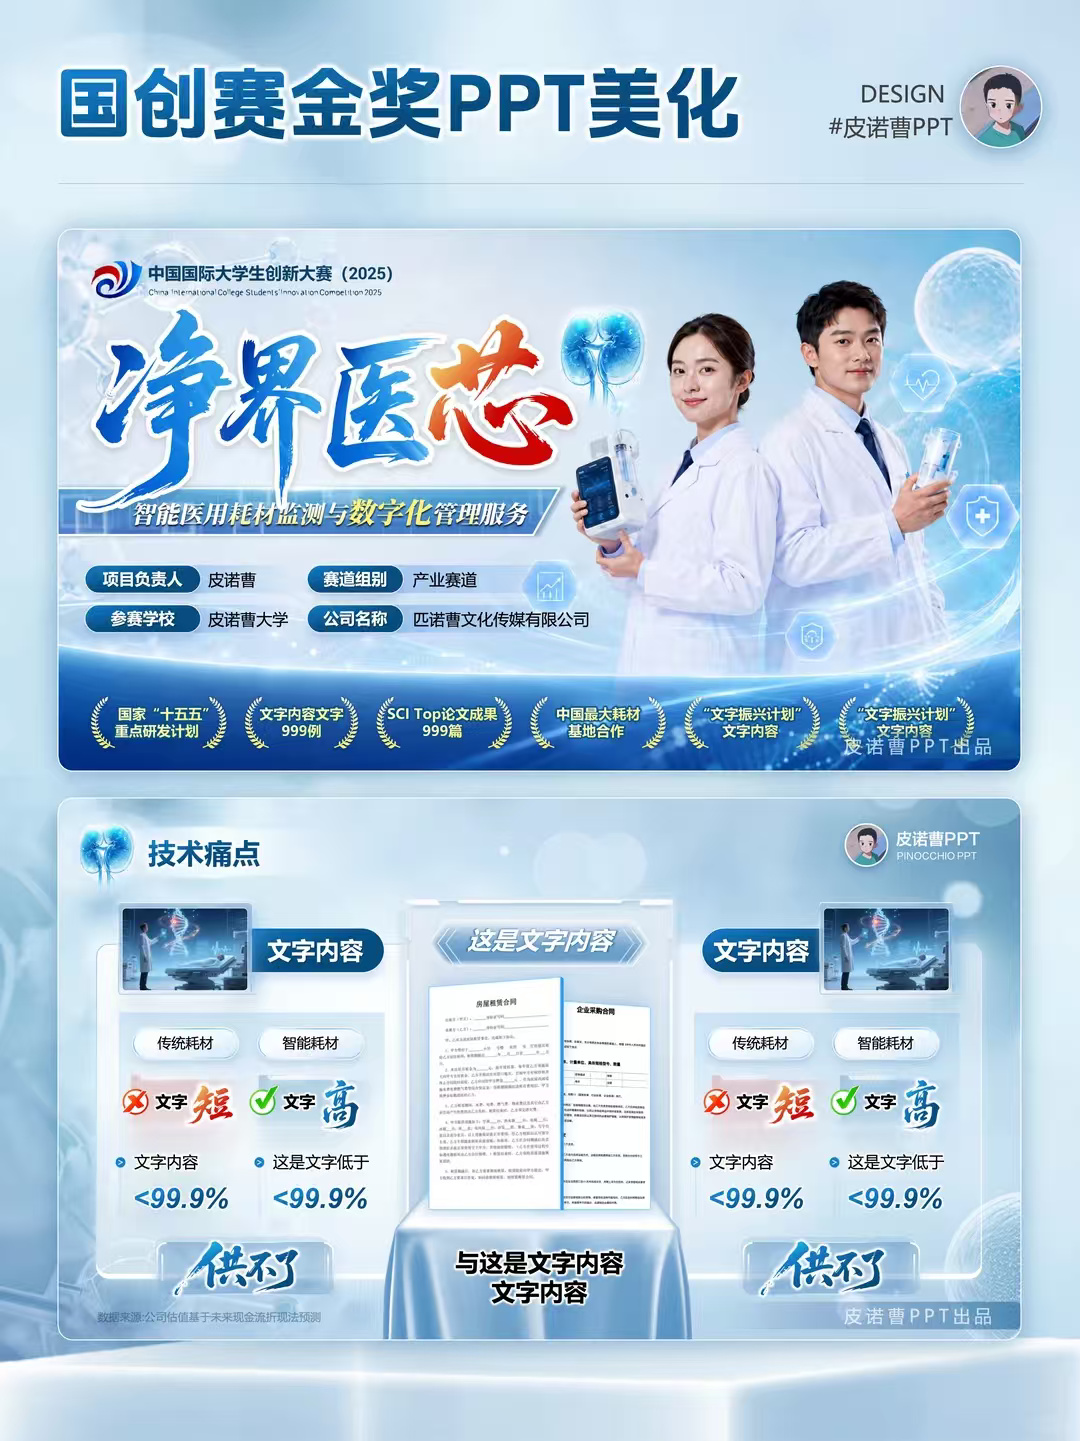 国创赛金奖PPT美化
DESIGN
#皮诺曹PPT
中国国际大学生创新大赛（2025）
China International College Students' Innovation Competition 2025
净界医芯
智能医用耗材监测与数字化管理服务
项目负责人 皮诺曹 赛道组别 产业赛道
参赛学校 皮诺曹大学 公司名称 匹诺曹文化传媒有限公司
国家“十五五”
重点研发计划
文字内容文字
999例
SCI Top论文成果
999篇
中国最大耗材
基地合作
“文字振兴计划”
文字内容
“文字振兴计划”
文字内容
皮诺曹PPT出品
技术痛点
皮诺曹PPT
PINOCCHIO PPT
文字内容
传统耗材 智能耗材
文字短 文字高
文字内容 这是文字低于
<99.9% <99.9%
供不了
这是文字内容
房屋租赁合同
企业采购合同
与这是文字内容
文字内容
文字内容
传统耗材 智能耗材
文字短 文字高
文字内容 这是文字低于
<99.9% <99.9%
供不了
数据来源:公司估值基于未来现金流折现法预测
皮诺曹PPT出品